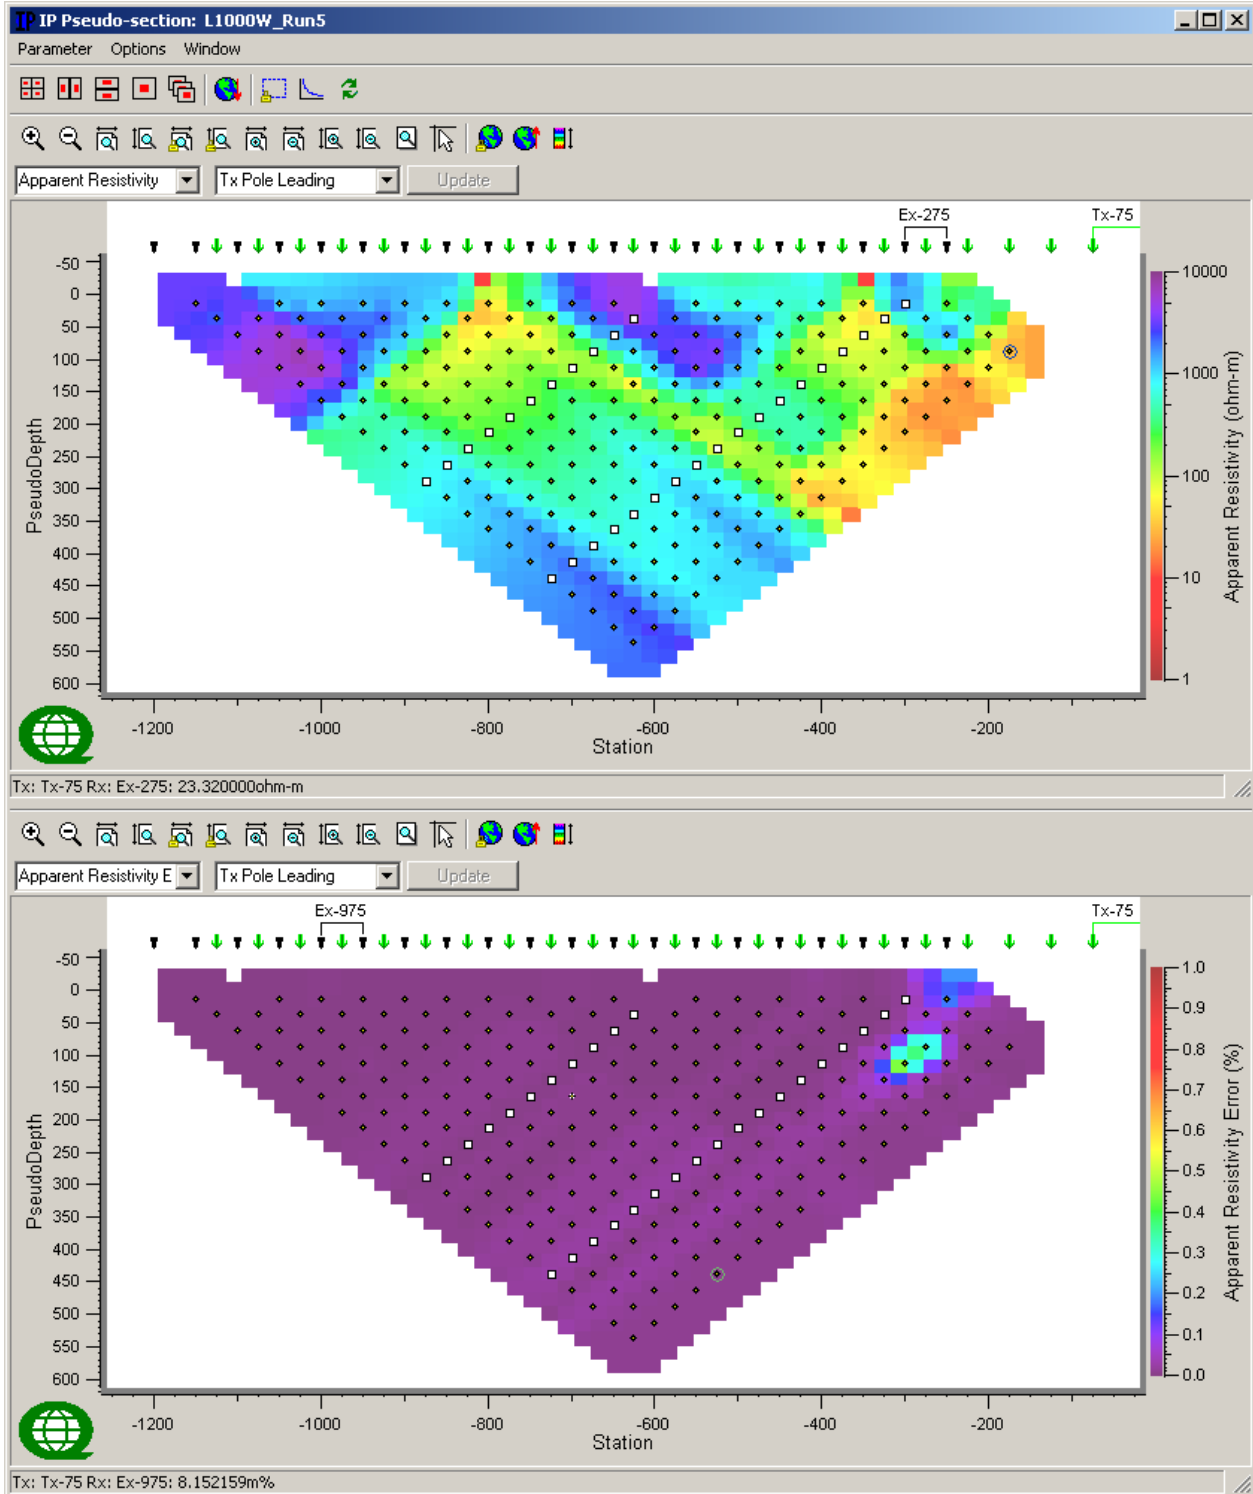 IP Pseudo-section: L1000W_Run5
Parameter Options Window
Apparent Resistivity Tx Pole Leading Update
Ex-275 Tx-75
-50
0
50
100
150
200
250
300
350
400
450
500
550
600
PseudoDepth
-1200 -1000 -800 -600 -400 -200
Station
10000
1000
100
10
1
Apparent Resistivity (ohm-m)
Tx: Tx-75 Rx: Ex-275: 23.320000ohm-m
Apparent Resistivity E Tx Pole Leading Update
Ex-975 Tx-75
-50
0
50
100
150
200
250
300
350
400
450
500
550
600
PseudoDepth
-1200 -1000 -800 -600 -400 -200
Station
1.0
0.9
0.8
0.7
0.6
0.5
0.4
0.3
0.2
0.1
0.0
Apparent Resistivity Error (%)
Tx: Tx-75 Rx: Ex-975: 8.152159m%